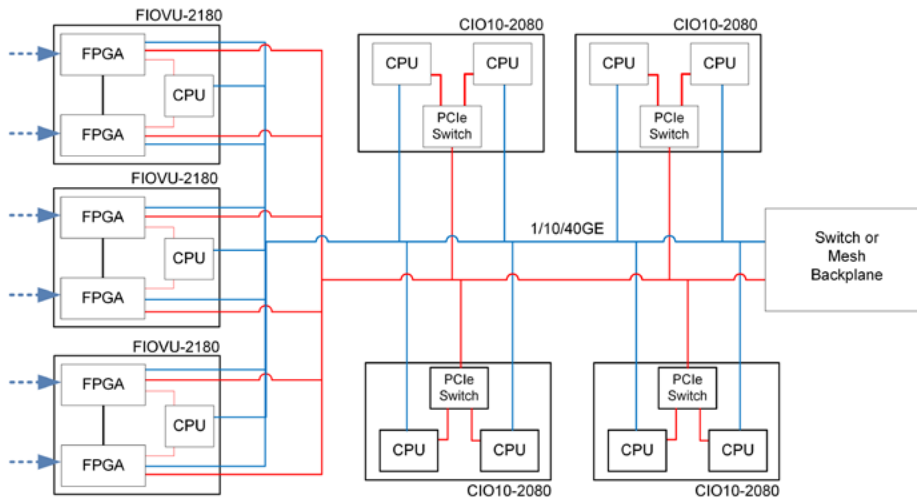 FIOVU-2180
FPGA
CPU
FPGA
FIOVU-2180
FPGA
CPU
FPGA
FIOVU-2180
FPGA
CPU
FPGA
CIO10-2080
CPU
CPU
PCIe
Switch
CIO10-2080
CPU
CPU
PCIe
Switch
1/10/40GE
Switch or
Mesh
Backplane
PCIe
Switch
CPU
CPU
CIO10-2080
PCIe
Switch
CPU
CPU
CIO10-2080